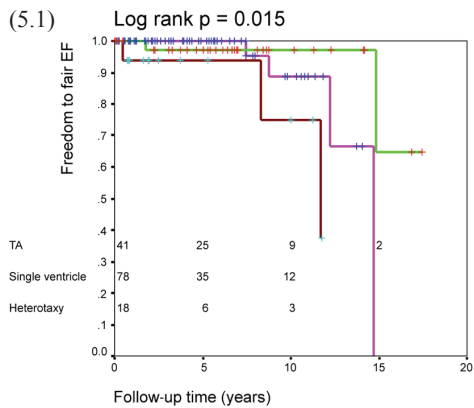 (5.1)
Log rank p = 0.015
Freedom to fair EF
1.0
.9
.8
.7
.6
.5
.4
TA 41 25 9 2
.3
Single ventricle 78 35 12
.2
Heterotaxy 18 6 3
.1
0.0
0 5 10 15 20
Follow-up time (years)